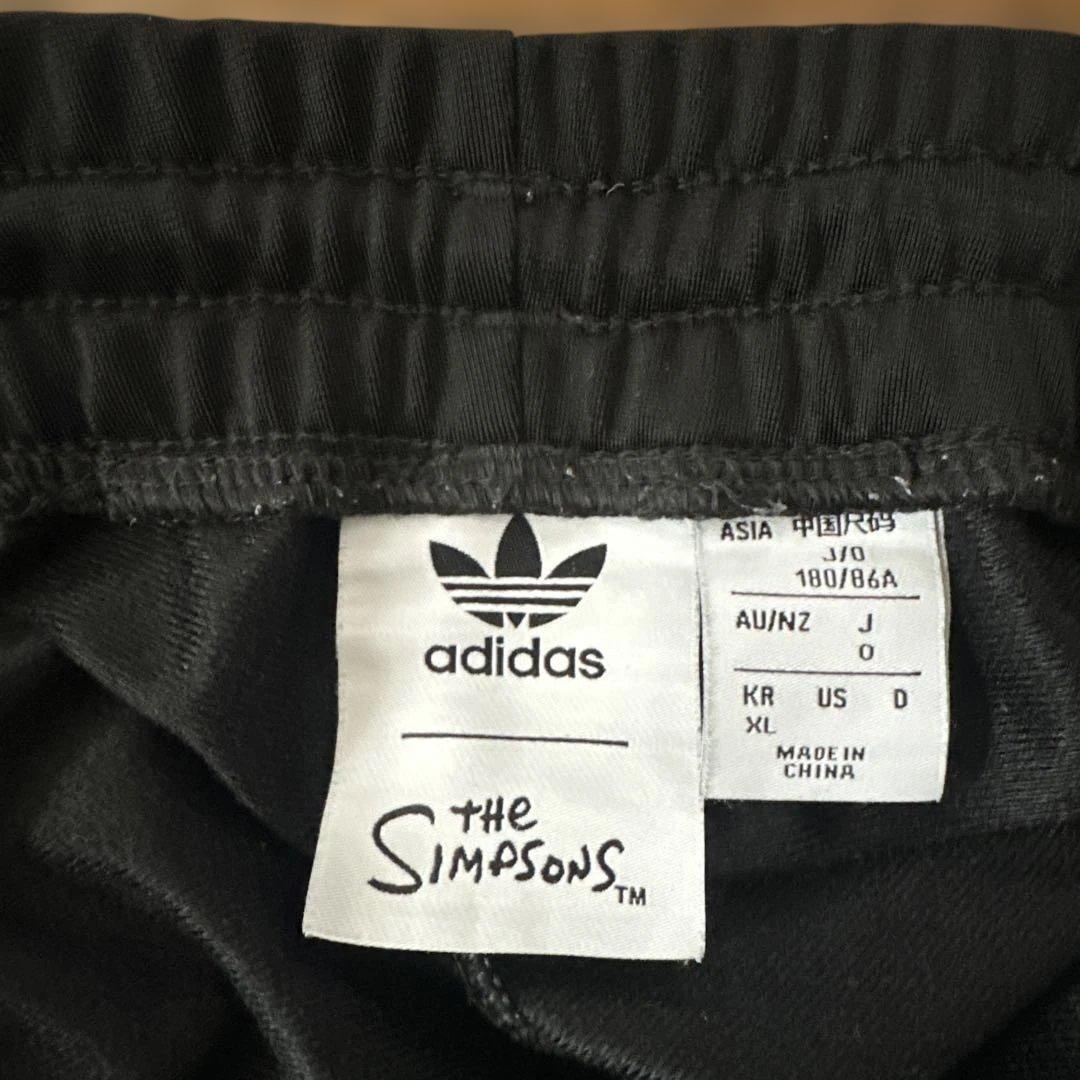 adidas
THE
SIMPSONS TM
ASIA 中国尺码
J/O
180/86A
AU/NZ J
O
KR US D
XL
MADE IN
CHINA